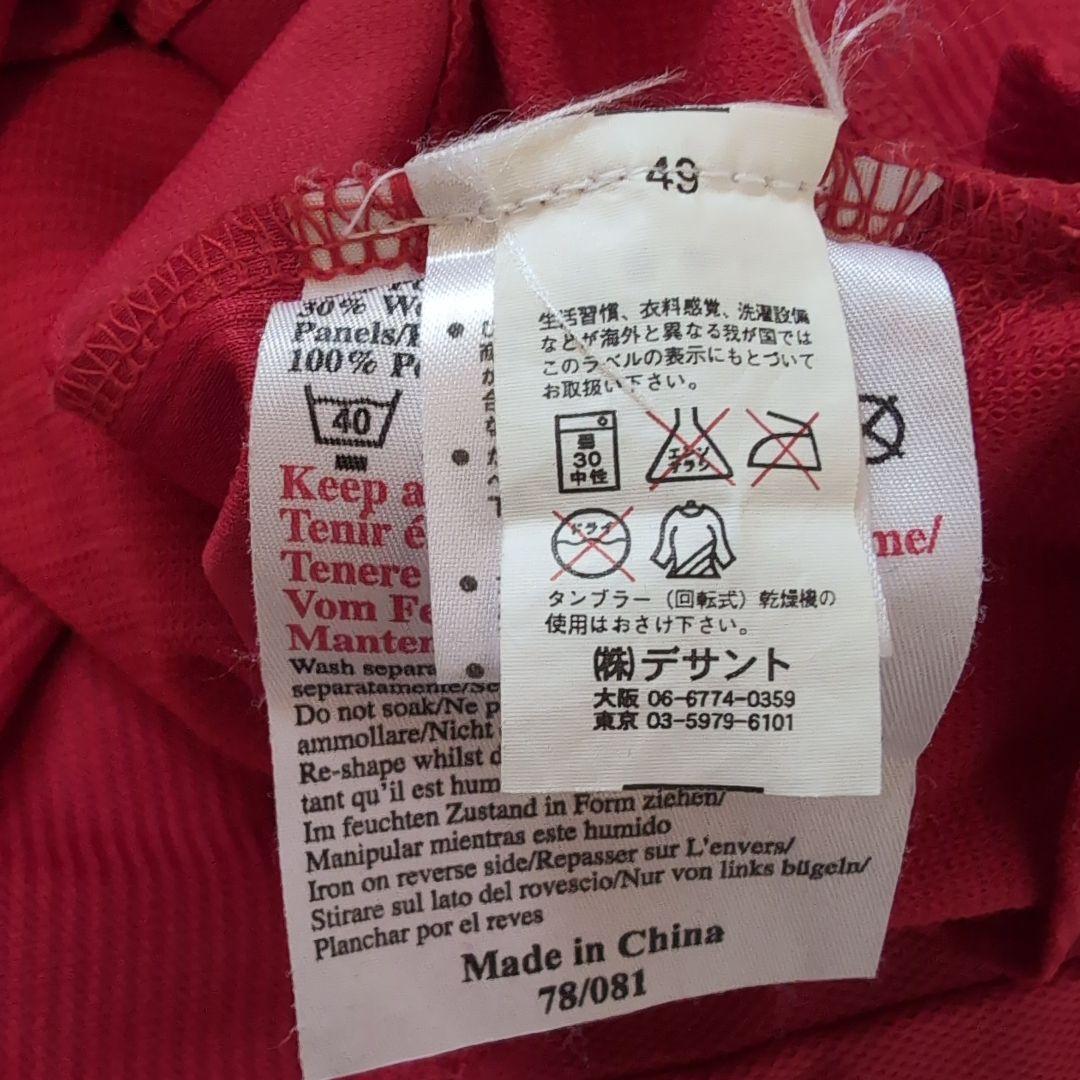 49
生活習慣、衣料感覚、洗濯設備
などが海外と異なる我が国では
このラベルの表示にもとづいて
お取扱い下さい。
30
中性
エンソ
サラシ
ドライ
タンブラー（回転式）乾燥機の
使用はおさけ下さい。
(株)デサント
大阪 06-6774-0359
東京 03-5979-6101
30%
Panels/
100%
40
Keep
Tenir
Tenere
Vom
me/
Wash
Do not soak/Ne
ammollare/Nicht
Re-shape whilst
tant qu'il est
Im feuchten Zustand in Form ziehen/
Manipular mientras este humido
Iron on reverse side/Repasser sur L'envers/
Stirare sul lato del rovescio/Nur von links bügeln/
Planchar por el reves
Made in China
78/081